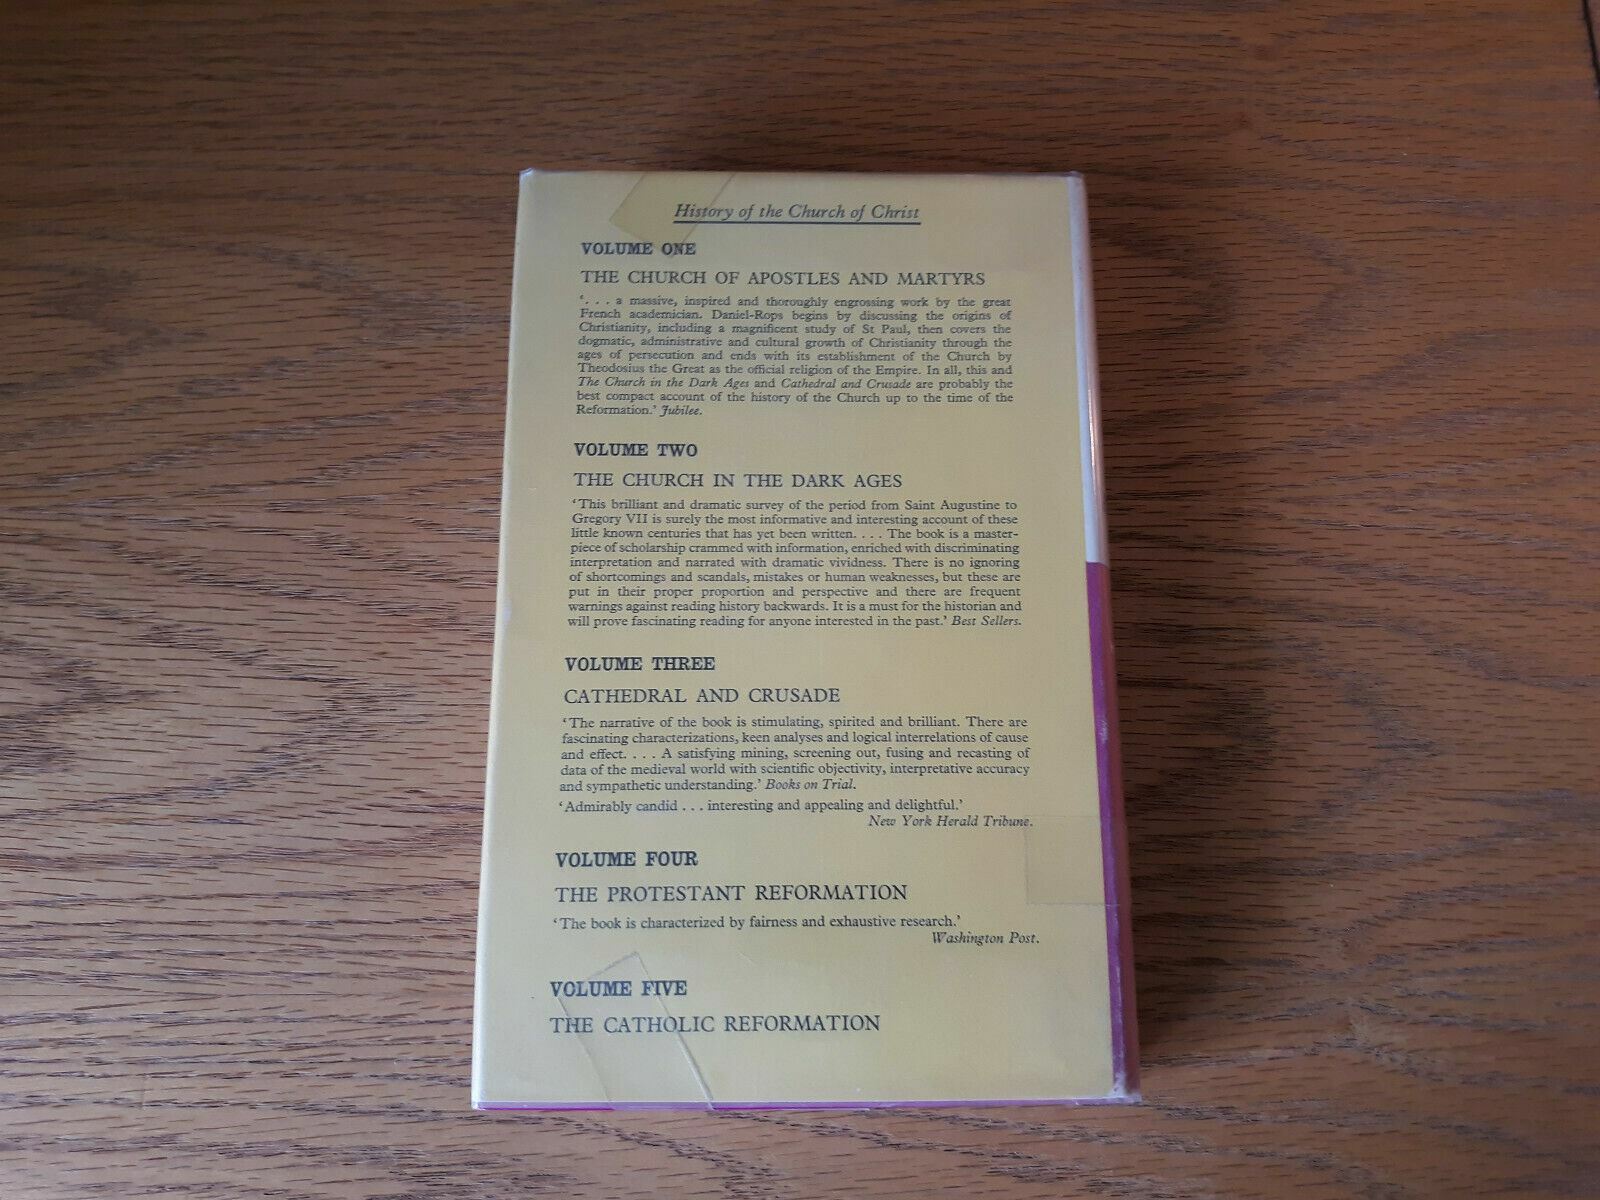 History of the Church of Christ
VOLUME ONE
THE CHURCH OF APOSTLES AND MARTYRS
‘. . . a massive, inspired and thoroughly engrossing work by the great
French academician. Daniel-Rops begins by discussing the origins of
Christianity, including a magnificent study of St Paul, then covers the
dogmatic, administrative and cultural growth of Christianity through the
ages of persecution and ends with its establishment of the Church by
Theodosius the Great as the official religion of the Empire. In all, this and
The Church in the Dark Ages and Cathedral and Crusade are probably the
best compact account of the history of the Church up to the time of the
Reformation.’ Jubilee.
VOLUME TWO
THE CHURCH IN THE DARK AGES
‘This brilliant and dramatic survey of the period from Saint Augustine to
Gregory VII is surely the most informative and interesting account of these
little known centuries that has yet been written. . . . The book is a master-
piece of scholarship crammed with information, enriched with discriminating
interpretation and narrated with dramatic vividness. There is no ignoring
of shortcomings and scandals, mistakes or human weaknesses, but these are
put in their proper proportion and perspective and there are frequent
warnings against reading history backwards. It is a must for the historian and
will prove fascinating reading for anyone interested in the past.’ Best Sellers.
VOLUME THREE
CATHEDRAL AND CRUSADE
‘The narrative of the book is stimulating, spirited and brilliant. There are
fascinating characterizations, keen analyses and logical interrelations of cause
and effect. . . . A satisfying mining, screening out, fusing and recasting of
data of the medieval world with scientific objectivity, interpretative accuracy
and sympathetic understanding.’ Books on Trial.
‘Admirably candid . . . interesting and appealing and delightful.’
New York Herald Tribune.
VOLUME FOUR
THE PROTESTANT REFORMATION
‘The book is characterized by fairness and exhaustive research.’
Washington Post.
VOLUME FIVE
THE CATHOLIC REFORMATION